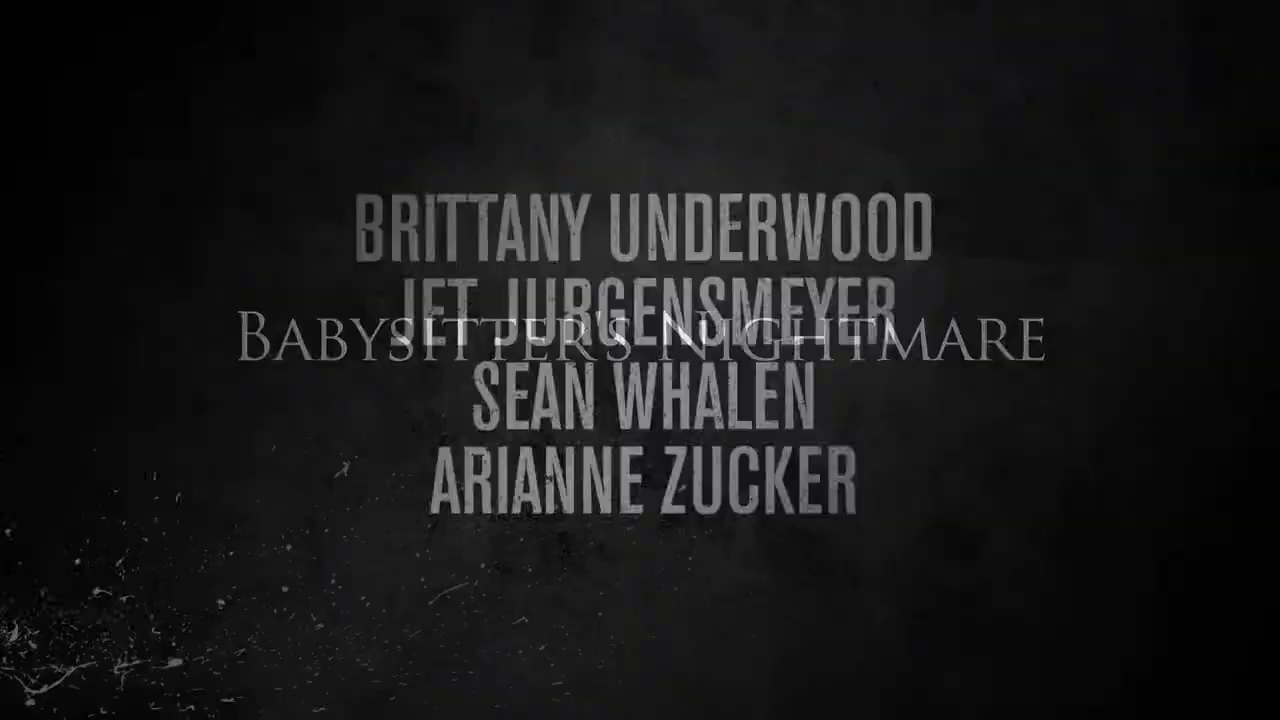 BRITTANY UNDERWOOD
JET JURGENSMEYER
BABYSITTER'S NIGHTMARE
SEAN WHALEN
ARIANNE ZUCKER